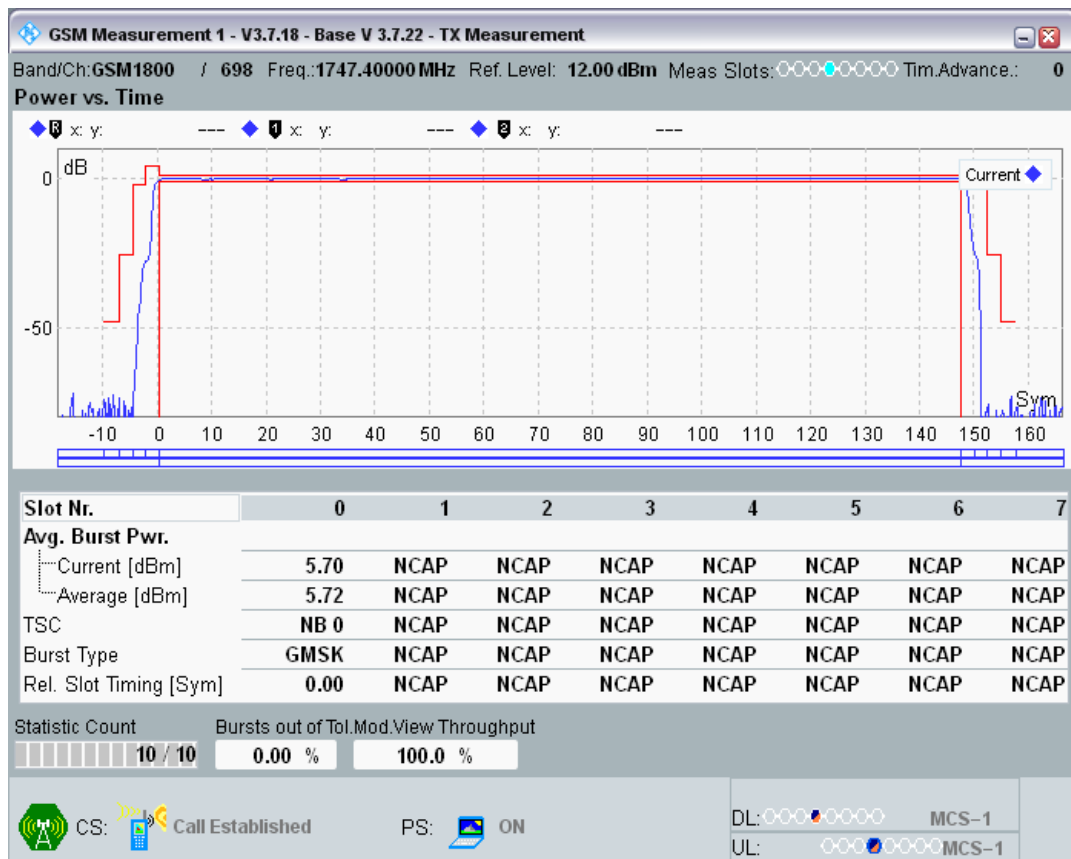 GSM Measurement 1 - V3.7.18 - Base V 3.7.22 - TX Measurement
Band/Ch:GSM1800 / 698 Freq.:1747.40000 MHz Ref. Level: 12.00 dBm Meas Slots: Tim.Advance.: 0
Power vs. Time
R x: y: --- 1 x: y: --- 2 x: y: ---
dB
0
Current
-50
Sym
-10 0 10 20 30 40 50 60 70 80 90 100 110 120 130 140 150 160
Slot Nr. 0 1 2 3 4 5 6 7
Avg. Burst Pwr.
Current [dBm] 5.70 NCAP NCAP NCAP NCAP NCAP NCAP NCAP
Average [dBm] 5.72 NCAP NCAP NCAP NCAP NCAP NCAP NCAP
TSC NB 0 NCAP NCAP NCAP NCAP NCAP NCAP NCAP
Burst Type GMSK NCAP NCAP NCAP NCAP NCAP NCAP NCAP
Rel. Slot Timing [Sym] 0.00 NCAP NCAP NCAP NCAP NCAP NCAP NCAP
Statistic Count Bursts out of Tol.Mod.View Throughput
10 / 10 0.00 % 100.0 %
CS: Call Established PS: ON
DL: MCS-1
UL: MCS-1